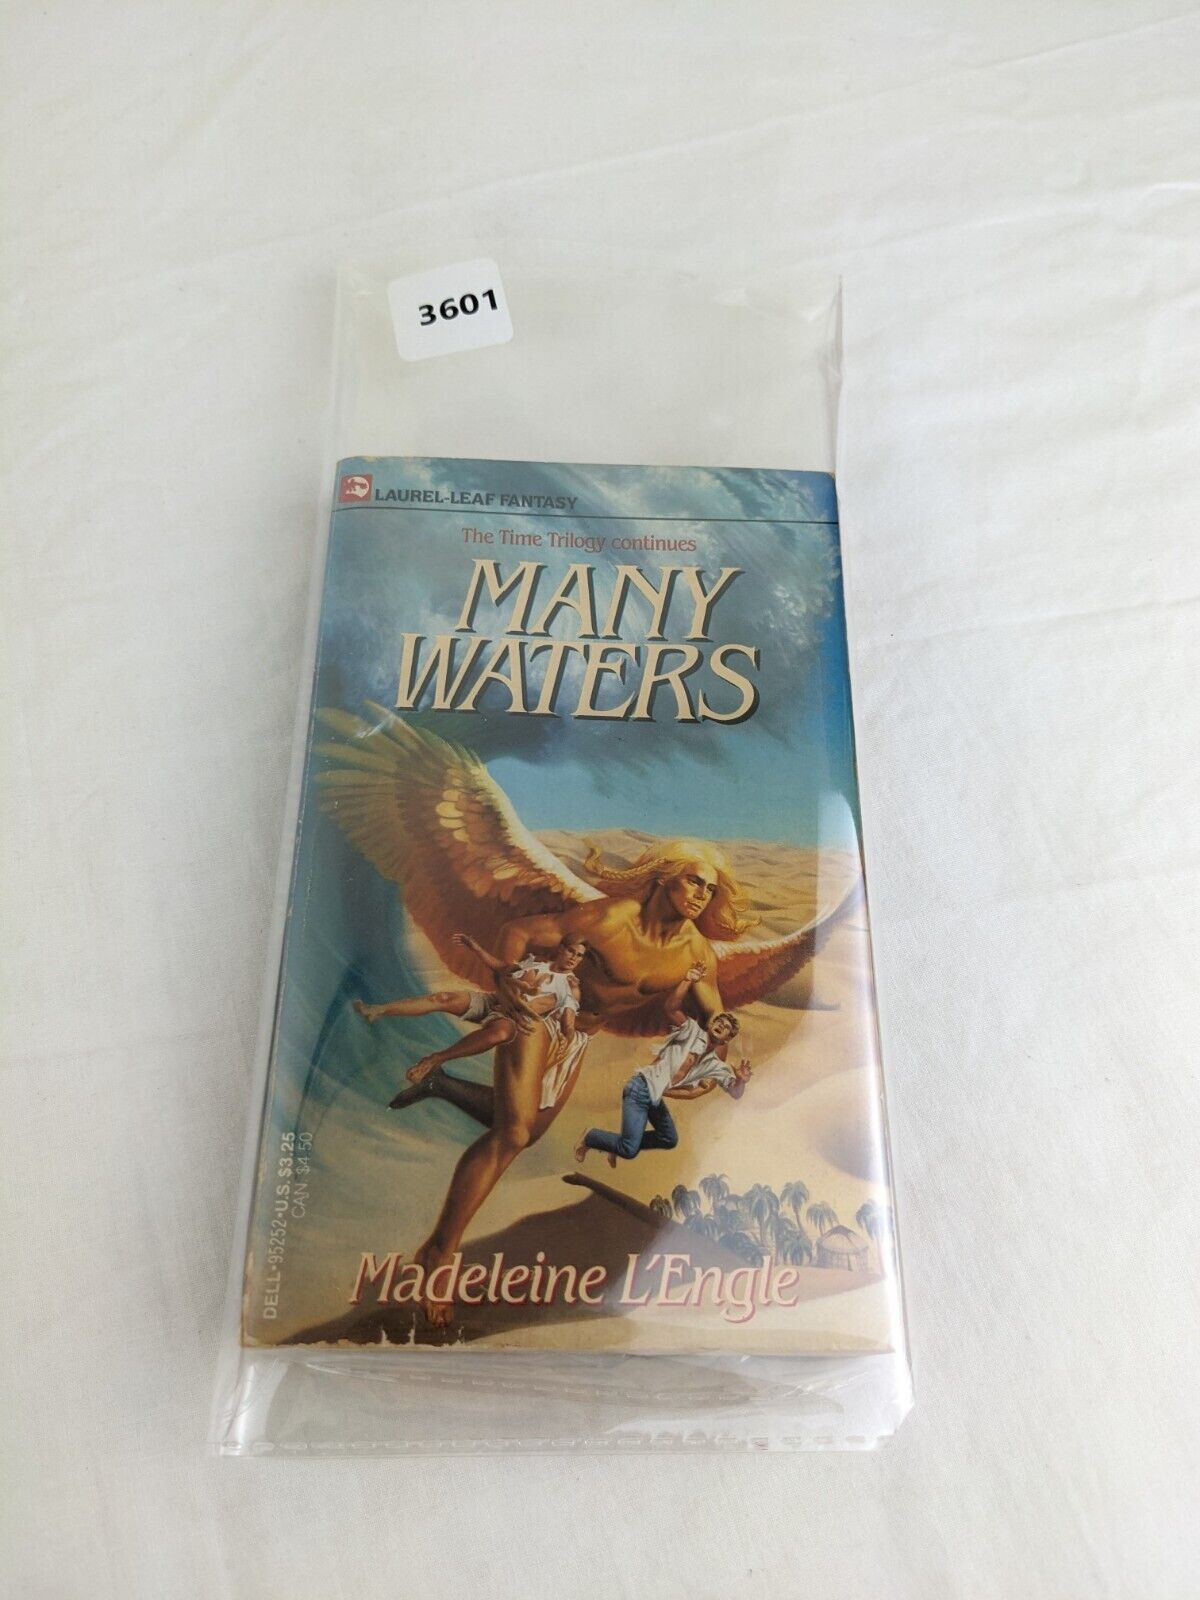 3601
LAUREL-LEAF FANTASY
The Time Trilogy continues
MANY
WATERS
DELL • 95252 • U.S. $3.25
CAN. $4.50
Madeleine L'Engle